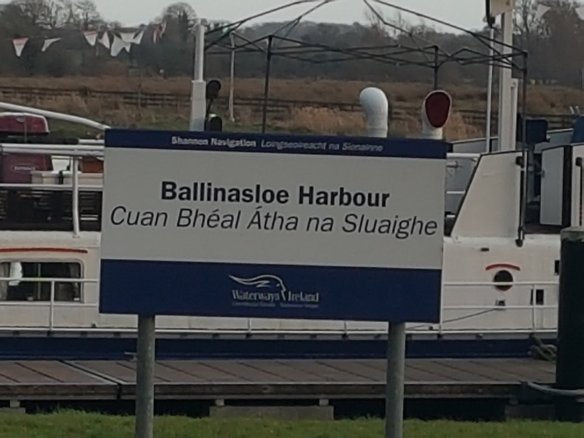 Shannon Navigation Loingseoireacht na Sionainne
Ballinasloe Harbour
Cuan Bhéal Átha na Sluaighe
Waterways Ireland